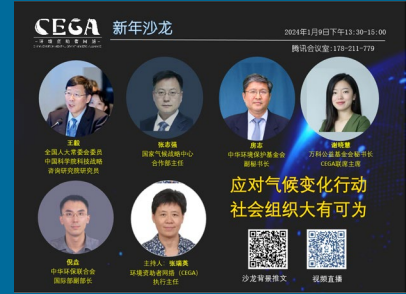 CEGA
新年沙龙
2024年1月9日下午13:30-15:00
腾讯会议室:178-211-779
王毅
全国人大常委会委员
中国科学院科技战略
咨询研究院研究员
张志强
国家气候战略中心
合作部主任
房志
中华环境保护基金会
副秘书长
谢晓慧
万科公益基金会秘书长
CEGA联席主席
应对气候变化行动
社会组织大有可为
倪垚
中华环保联合会
国际部副部长
主持人:张瑞英
环境资助者网络(CEGA)
执行主任
沙龙背景推文
视频直播